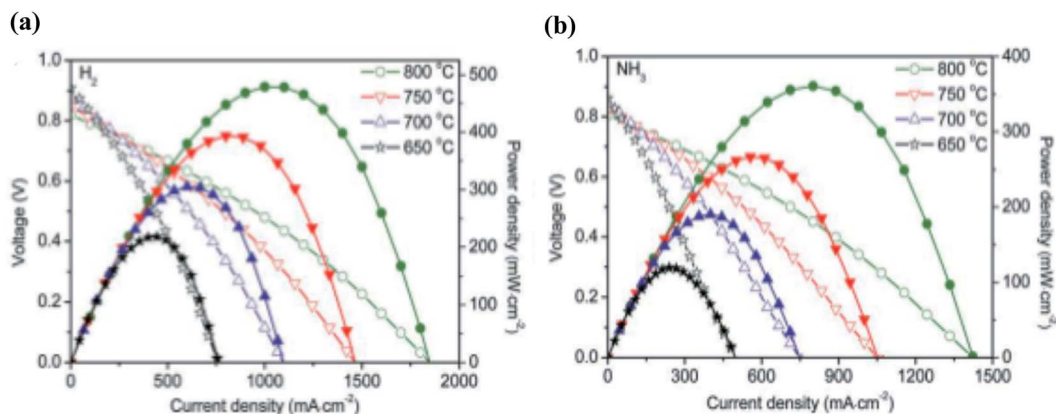 (a)
H2
800 °C
750 °C
700 °C
650 °C
1.0
0.8
0.6
0.4
0.2
0.0
Voltage (V)
500
400
300
200
100
0
Power density (mW·cm⁻²)
0
500
1000
1500
2000
Current density (mA·cm⁻²)
(b)
NH3
800 °C
750 °C
700 °C
650 °C
1.0
0.8
0.6
0.4
0.2
0.0
Voltage (V)
400
300
200
100
0
Power density (mW·cm⁻²)
0
300
600
900
1200
1500
Current density (mA·cm⁻²)